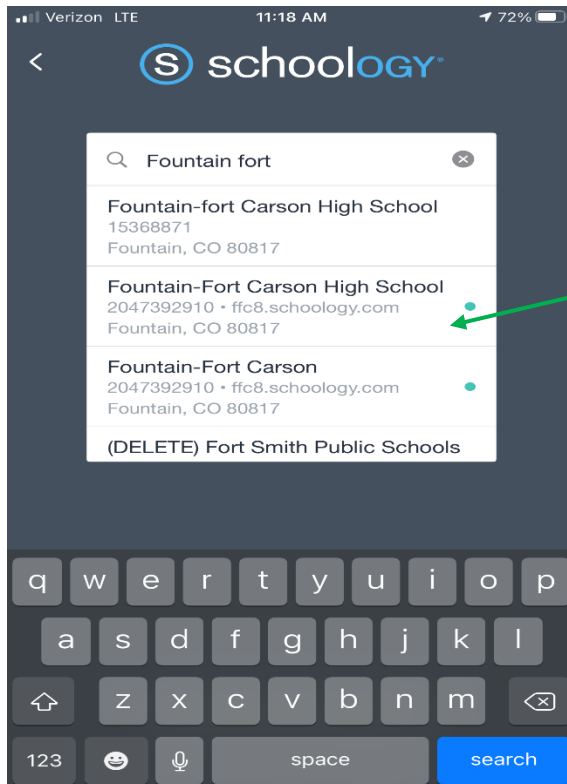 Verizon LTE 11:18 AM 72%
S schoology
Fountain fort
Fountain-fort Carson High School
15368871
Fountain, CO 80817
Fountain-Fort Carson High School
2047392910 • ffc8.schoology.com
Fountain, CO 80817
Fountain-Fort Carson
2047392910 • ffc8.schoology.com
Fountain, CO 80817
(DELETE) Fort Smith Public Schools
q w e r t y u i o p
a s d f g h j k l
z x c v b n m
123 space search